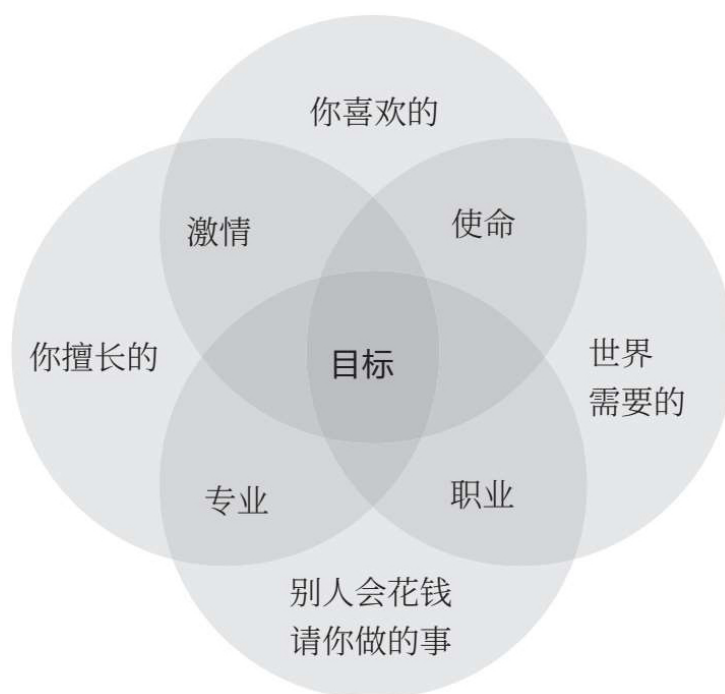 你喜欢的
激情
使命
你擅长的
目标
世界
需要的
专业
职业
别人会花钱
请你做的事